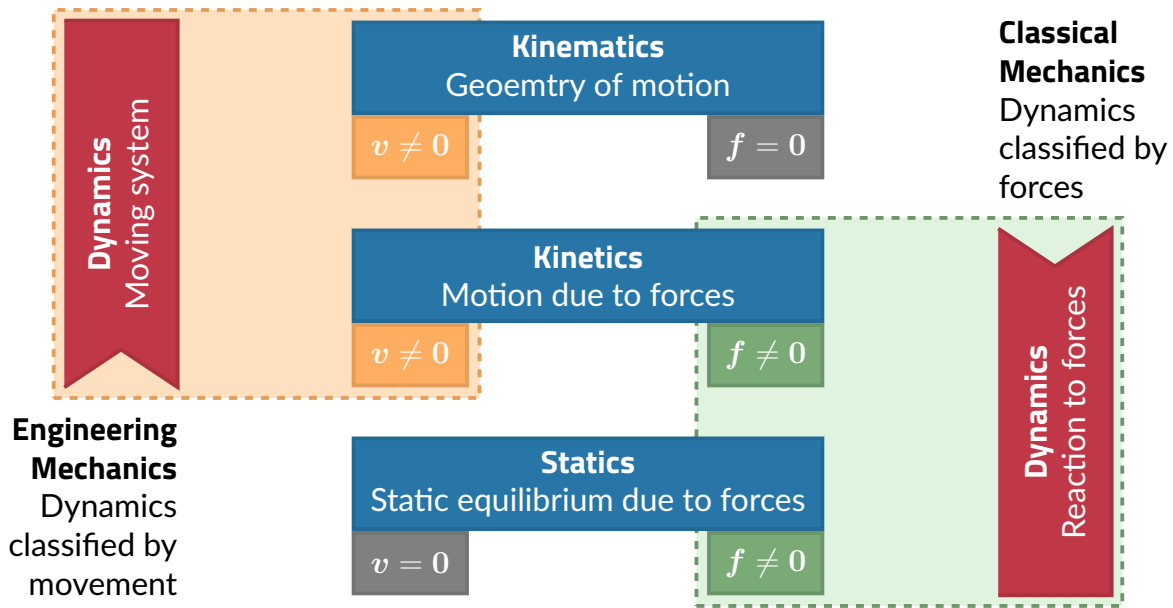 Kinematics
Geoemtry of motion
v ≠ 0
f = 0
Classical
Mechanics
Dynamics
classified by
forces
Dynamics
Moving system
Kinetics
Motion due to forces
v ≠ 0
f ≠ 0
Dynamics
Reaction to forces
Engineering
Mechanics
Dynamics
classified by
movement
Statics
Static equilibrium due to forces
v = 0
f ≠ 0